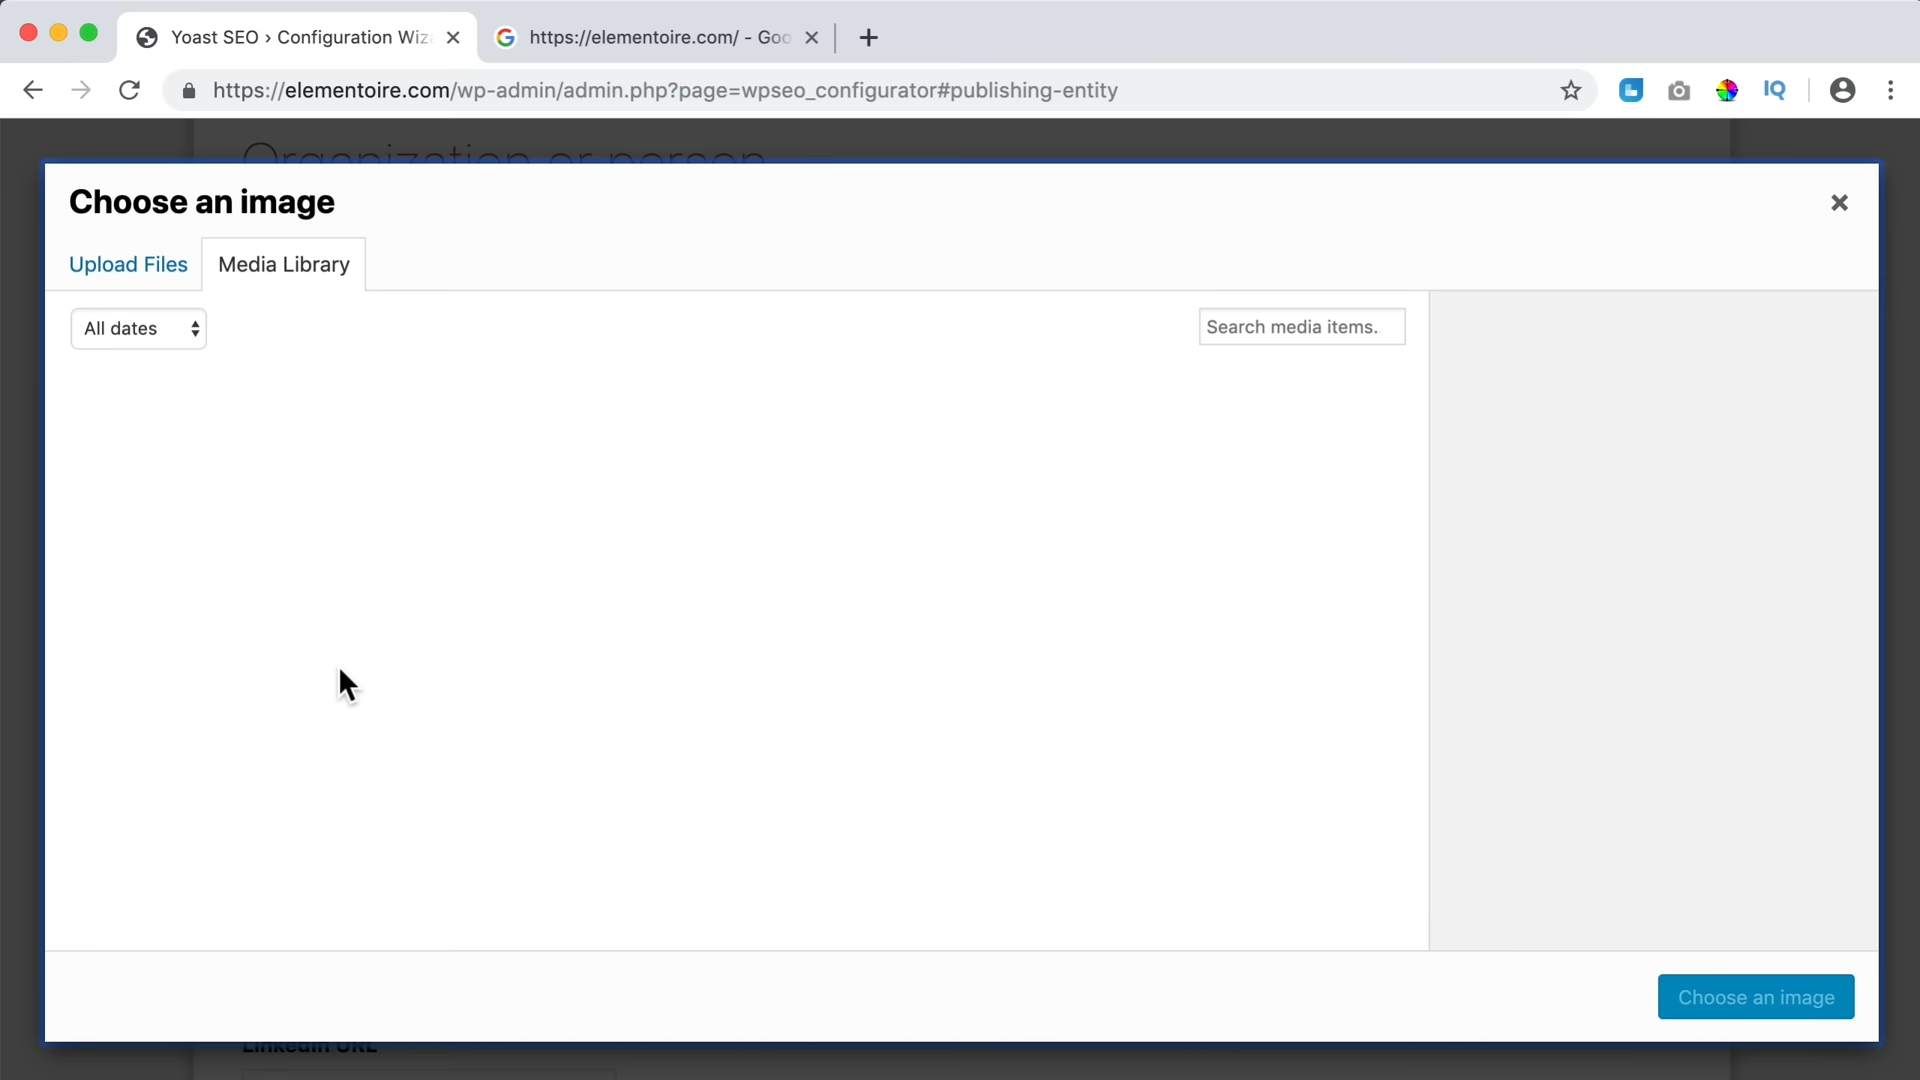 Yoast SEO › Configuration Wiz
https://elementoire.com/ - Goo
https://elementoire.com/wp-admin/admin.php?page=wpseo_configurator#publishing-entity
IQ
Organization or person
Choose an image
Upload Files
Media Library
All dates
Search media items.
Choose an image
LinkedIn URL